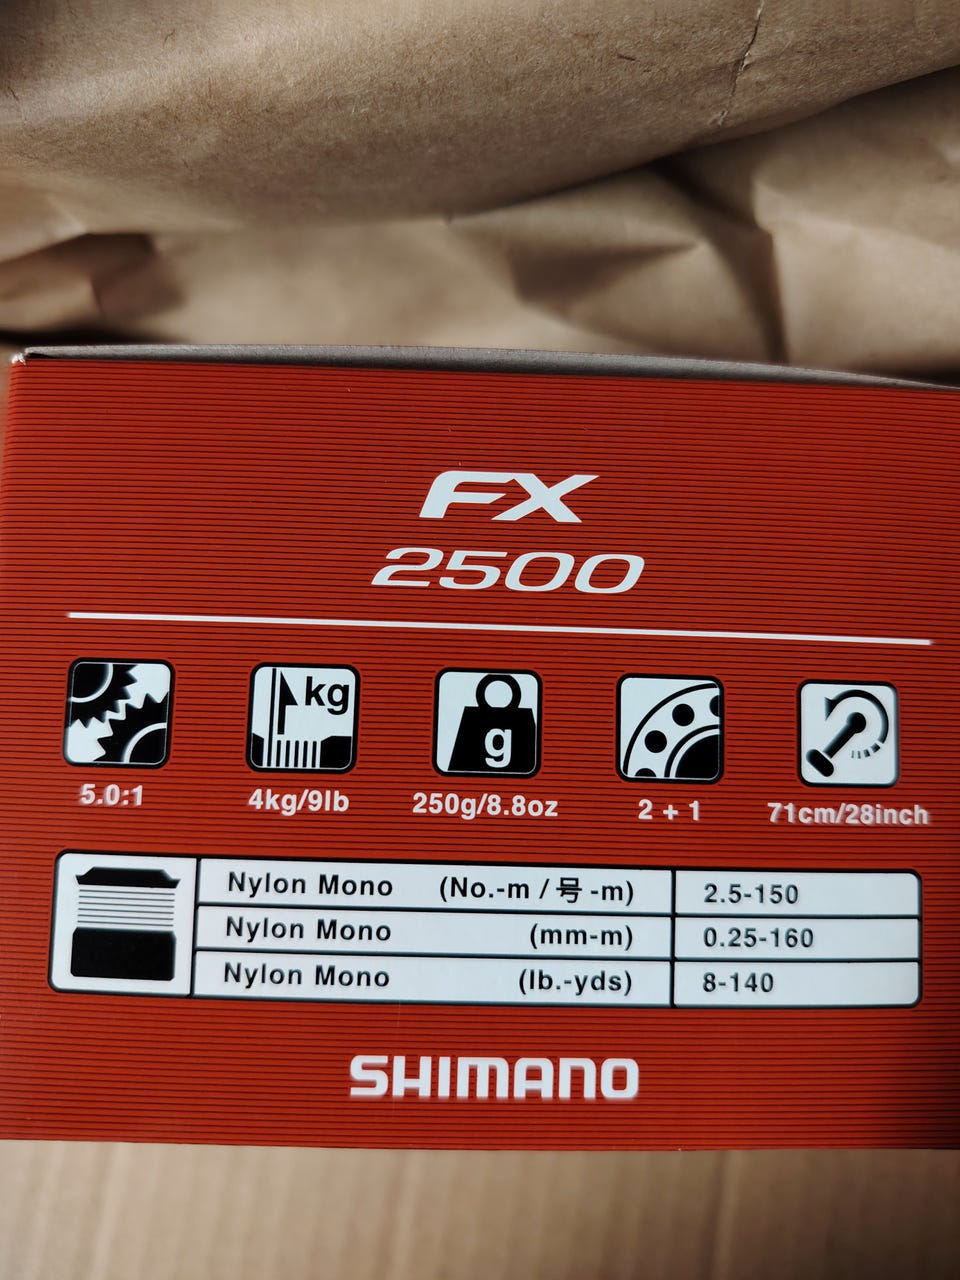 FX
2500
kg
g
5.0:1 4kg/9lb 250g/8.8oz 2 + 1 71cm/28inch
Nylon Mono (No.-m / 号 -m) 2.5-150
Nylon Mono (mm-m) 0.25-160
Nylon Mono (lb.-yds) 8-140
SHIMANO